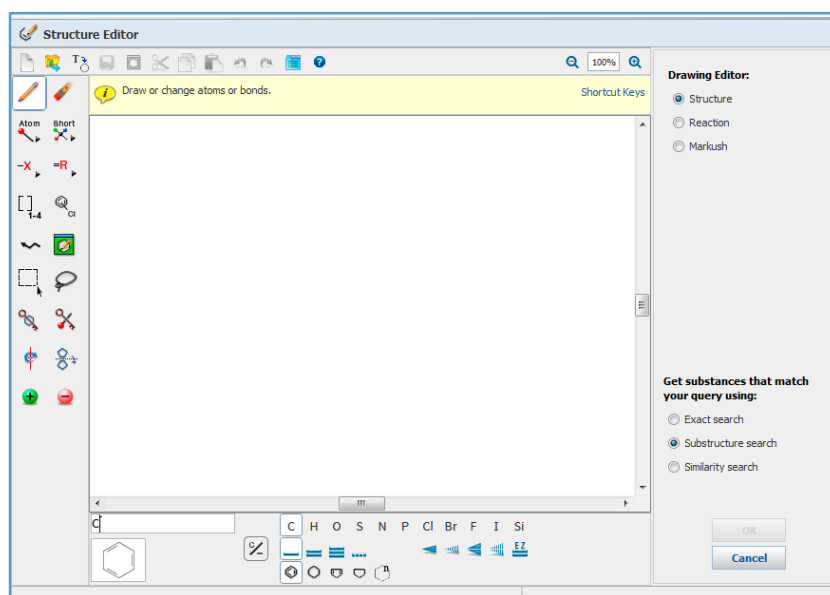 Structure Editor
100%
Draw or change atoms or bonds.
Shortcut Keys
Atom
Short
-X
=R
[ ]
1-4
Cl
Drawing Editor:
Structure
Reaction
Markush
Get substances that match
your query using:
Exact search
Substructure search
Similarity search
C
C H O S N P Cl Br F I Si
EZ
n
OK
Cancel